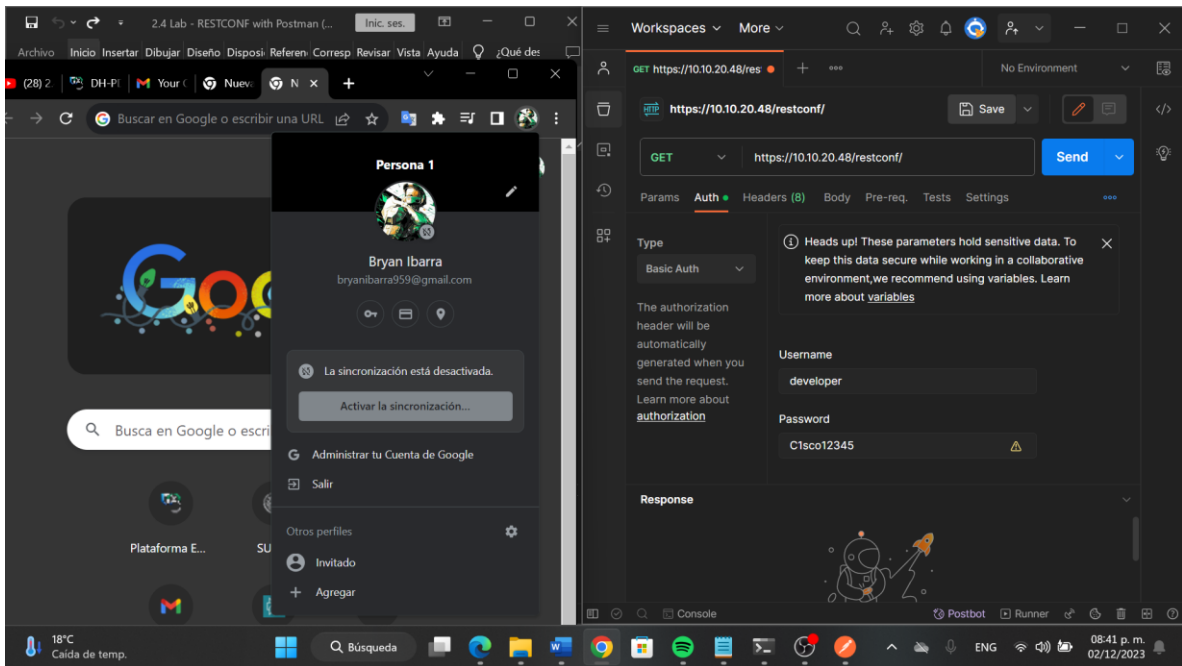 2.4 Lab - RESTCONF with Postman (...
Inic. ses.
Archivo Inicio Insertar Dibujar Diseño Disposi Referen Corresp Revisar Vista Ayuda ¿Qué des
(28) 2
DH-PI
Your (
Nueva
N
Buscar en Google o escribir una URL
Persona 1
Bryan Ibarra
bryanibarra959@gmail.com
La sincronización está desactivada.
Activar la sincronización...
Administrar tu Cuenta de Google
Salir
Otros perfiles
Invitado
Agregar
Goo
Busca en Google o escri
Plataforma E...
SU
Workspaces
More
GET https://10.10.20.48/res
No Environment
HTTP https://10.10.20.48/restconf/
Save
GET
https://10.10.20.48/restconf/
Send
Params Auth Headers (8) Body Pre-req. Tests Settings
Type
Basic Auth
The authorization
header will be
automatically
generated when you
send the request.
Learn more about
authorization
Heads up! These parameters hold sensitive data. To
keep this data secure while working in a collaborative
environment,we recommend using variables. Learn
more about variables
Username
developer
Password
C1sco12345
Response
Console
Postbot
Runner
18°C
Caída de temp.
Búsqueda
ENG
08:41 p. m.
02/12/2023